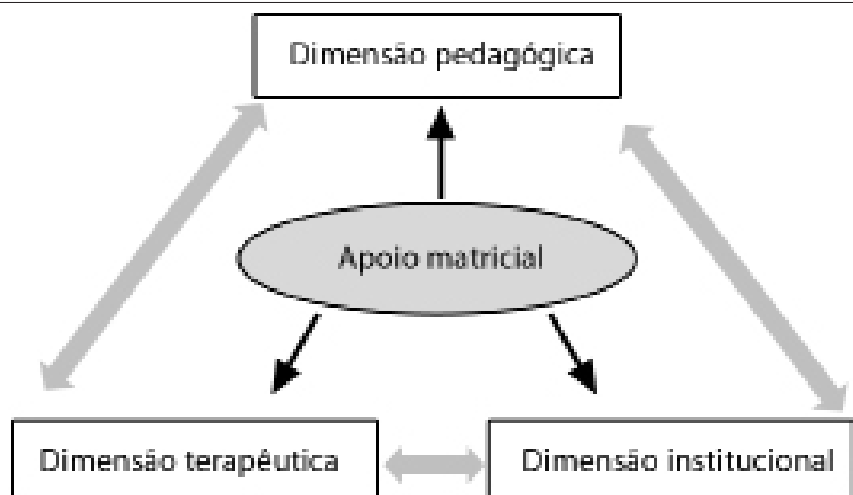 Dimensão pedagógica
Apoio matricial
Dimensão terapêutica
Dimensão institucional